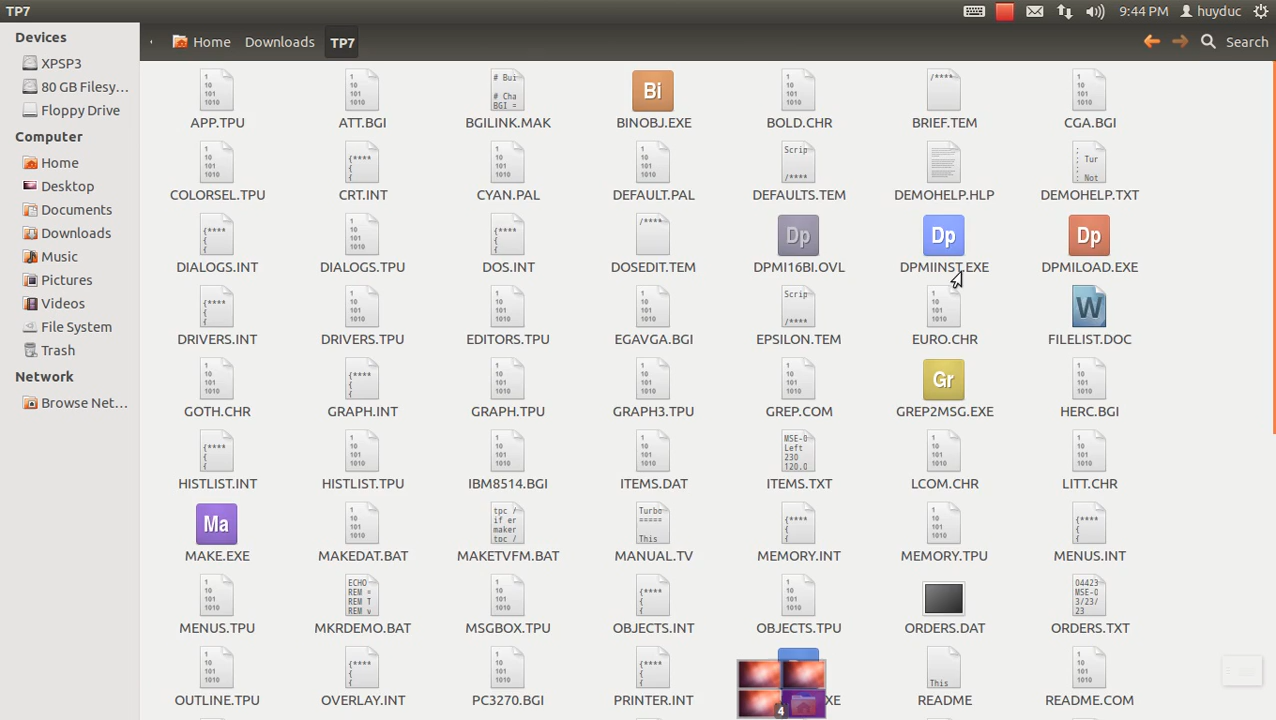 TP7
9:44 PM
huyduc
Devices
XPSP3
80 GB Filesy...
Floppy Drive
Computer
Home
Desktop
Documents
Downloads
Music
Pictures
Videos
File System
Trash
Network
Browse Net...
Home
Downloads
TP7
Search
APP.TPU
ATT.BGI
BGILINK.MAK
BINOBJ.EXE
BOLD.CHR
BRIEF.TEM
CGA.BGI
COLORSEL.TPU
CRT.INT
CYAN.PAL
DEFAULT.PAL
DEFAULTS.TEM
DEMOHELP.HLP
DEMOHELP.TXT
DIALOGS.INT
DIALOGS.TPU
DOS.INT
DOSEDIT.TEM
DPMI16BI.OVL
DPMIINST.EXE
DPMILOAD.EXE
DRIVERS.INT
DRIVERS.TPU
EDITORS.TPU
EGAVGA.BGI
EPSILON.TEM
EURO.CHR
FILELIST.DOC
GOTH.CHR
GRAPH.INT
GRAPH.TPU
GRAPH3.TPU
GREP.COM
GREP2MSG.EXE
HERC.BGI
HISTLIST.INT
HISTLIST.TPU
IBM8514.BGI
ITEMS.DAT
ITEMS.TXT
LCOM.CHR
LITT.CHR
MAKE.EXE
MAKEDAT.BAT
MAKETVFM.BAT
MANUAL.TV
MEMORY.INT
MEMORY.TPU
MENUS.INT
MENUS.TPU
MKRDEMO.BAT
MSGBOX.TPU
OBJECTS.INT
OBJECTS.TPU
ORDERS.DAT
ORDERS.TXT
OUTLINE.TPU
OVERLAY.INT
PC3270.BGI
PRINTER.INT
README
README.COM